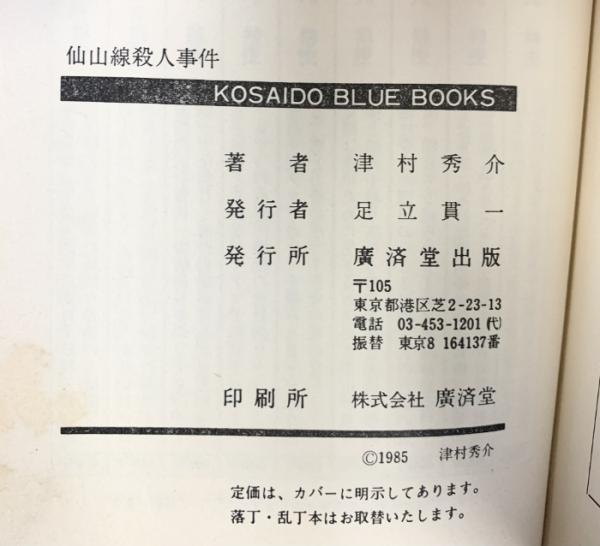 仙山線殺人事件
KOSAIDO BLUE BOOKS
著者 津村秀介
発行者 足立貫一
発行所 廣済堂出版
〒105
東京都港区芝2-23-13
電話 03-453-1201(代)
振替 東京8 164137番
印刷所 株式会社 廣済堂
©1985 津村秀介
定価は、カバーに明示してあります。
落丁・乱丁本はお取替いたします。